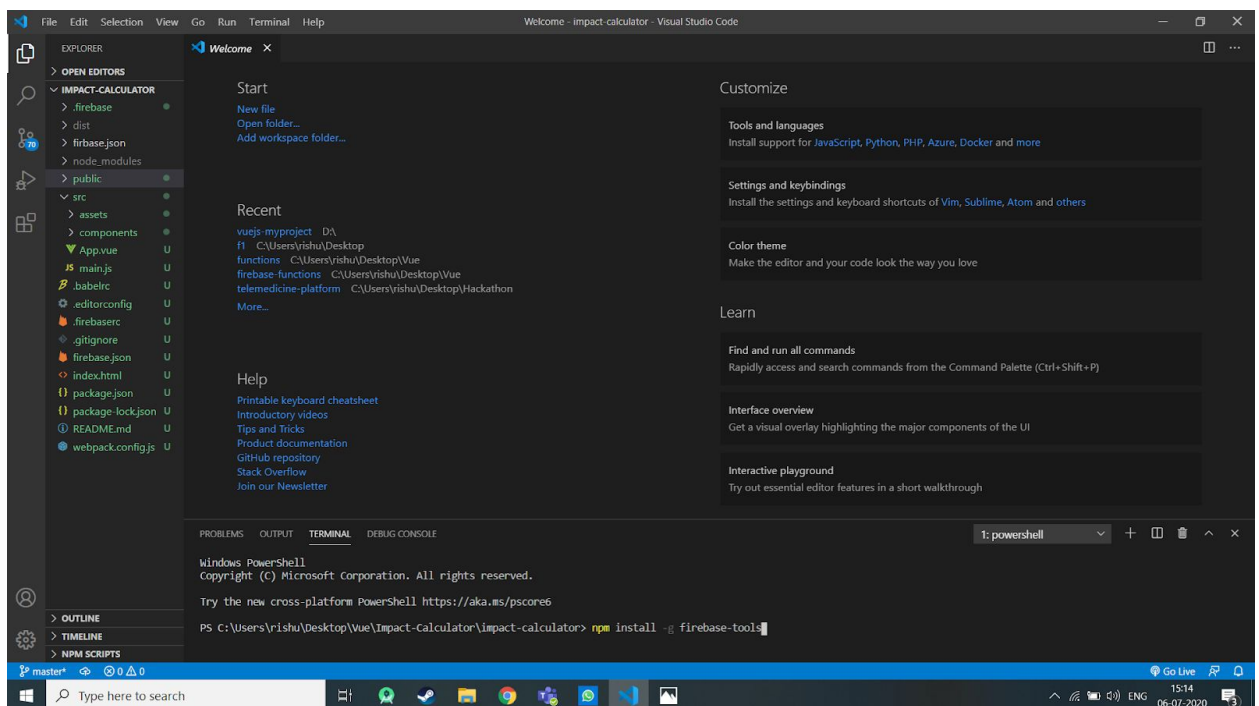 File Edit Selection View Go Run Terminal Help
Welcome - impact-calculator - Visual Studio Code
EXPLORER
OPEN EDITORS
IMPACT-CALCULATOR
.firebase
dist
firbase.json
node_modules
public
src
assets
components
App.vue U
JS main.js U
.babelrc U
.editorconfig U
.firebaserc U
.gitignore U
firebase.json U
index.html U
{} package.json U
{} package-lock.json U
README.md U
webpack.config.js U
OUTLINE
TIMELINE
NPM SCRIPTS
70
Welcome
Start
New file
Open folder...
Add workspace folder...
Recent
vuejs-myproject D:\
f1 C:\Users\rishu\Desktop
functions C:\Users\rishu\Desktop\Vue
firebase-functions C:\Users\rishu\Desktop\Vue
telemedicine-platform C:\Users\rishu\Desktop\Hackathon
More...
Help
Printable keyboard cheatsheet
Introductory videos
Tips and Tricks
Product documentation
GitHub repository
Stack Overflow
Join our Newsletter
Customize
Tools and languages
Install support for JavaScript, Python, PHP, Azure, Docker and more
Settings and keybindings
Install the settings and keyboard shortcuts of Vim, Sublime, Atom and others
Color theme
Make the editor and your code look the way you love
Learn
Find and run all commands
Rapidly access and search commands from the Command Palette (Ctrl+Shift+P)
Interface overview
Get a visual overlay highlighting the major components of the UI
Interactive playground
Try out essential editor features in a short walkthrough
PROBLEMS OUTPUT TERMINAL DEBUG CONSOLE
1: powershell
Windows PowerShell
Copyright (C) Microsoft Corporation. All rights reserved.
Try the new cross-platform PowerShell https://aka.ms/pscore6
PS C:\Users\rishu\Desktop\Vue\Impact-Calculator\impact-calculator> npm install -g firebase-tools
master* 0 0
Go Live
Type here to search
ENG
15:14
06-07-2020
3